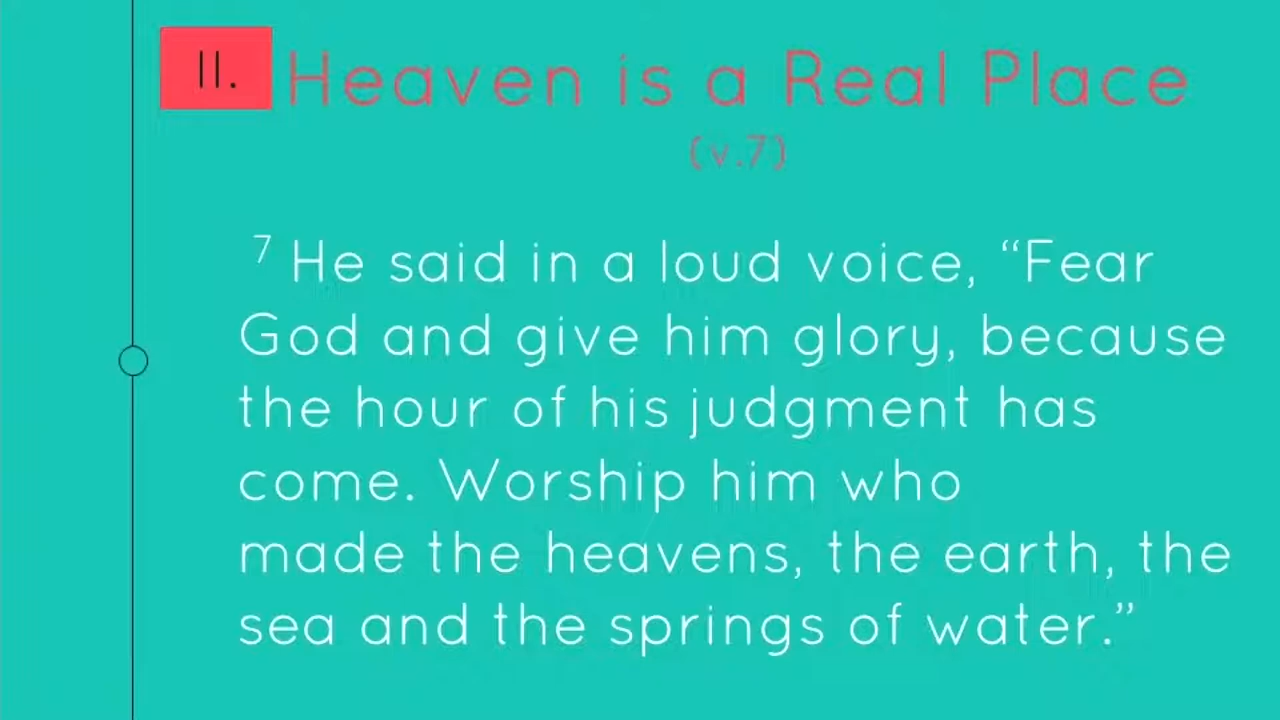 II. Heaven is a Real Place
(v.7)
7 He said in a loud voice, “Fear
God and give him glory, because
the hour of his judgment has
come. Worship him who
made the heavens, the earth, the
sea and the springs of water.”